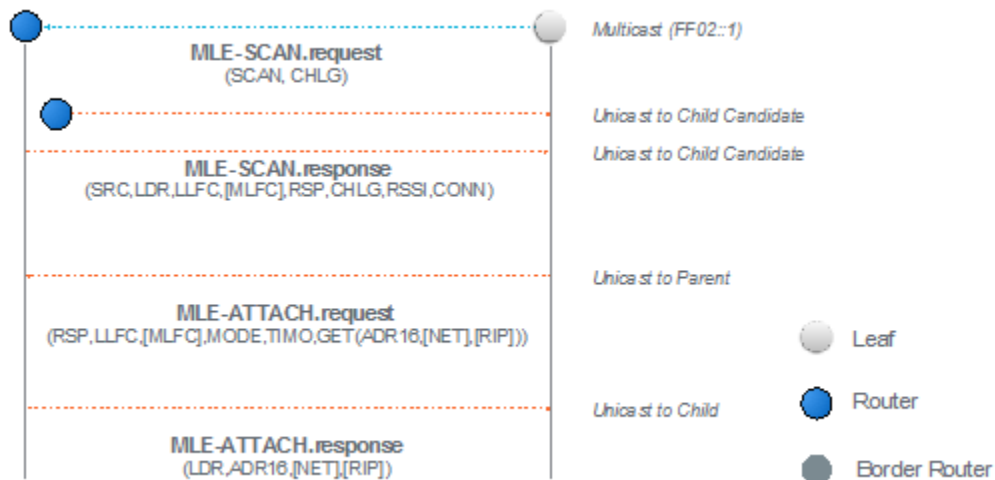 Multicast (FF02::1)
MLE-SCAN.request
(SCAN, CHLG)
Unicast to Child Candidate
Unicast to Child Candidate
MLE-SCAN.response
(SRC,LDR,LLFC,[MLFC],RSP,CHLG,RSSI,CONN)
Unicast to Parent
MLE-ATTACH.request
(RSP,LLFC,[MLFC],MODE,TIMO,GET(ADR16,[NET],[RIP]))
Leaf
Router
Unicast to Child
MLE-ATTACH.response
(LDR,ADR16,[NET],[RIP])
Border Router